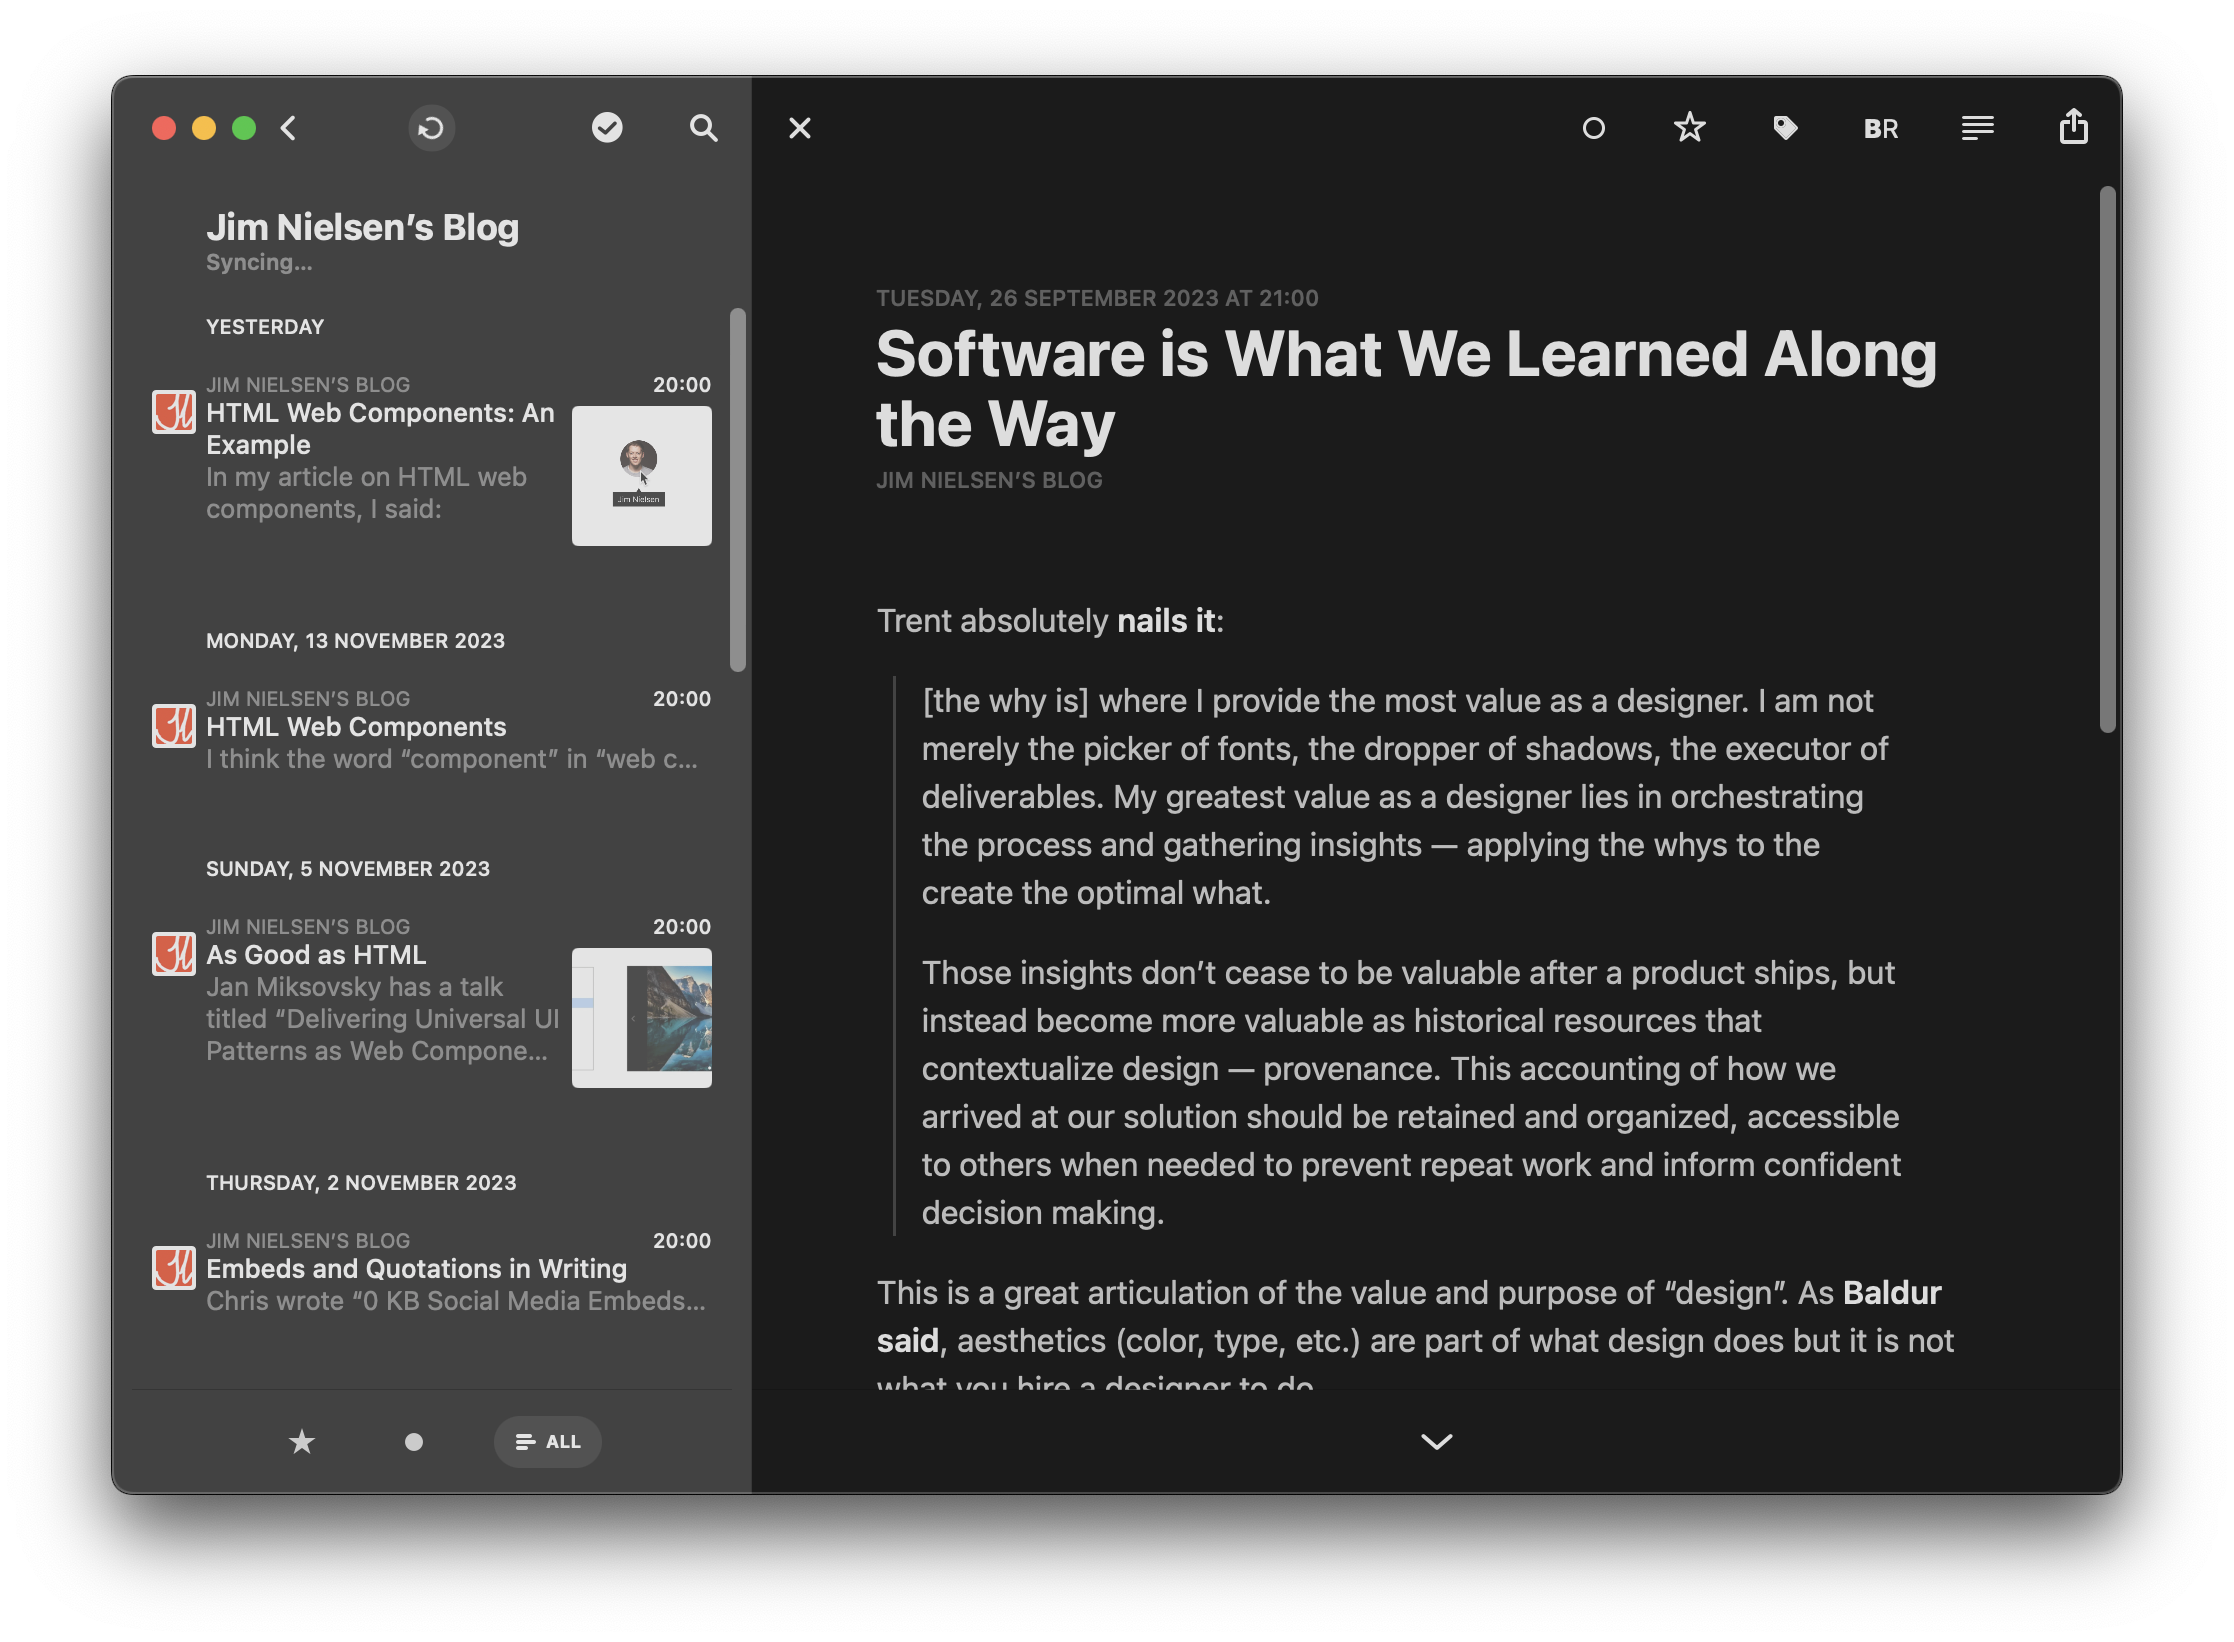 Jim Nielsen’s Blog
Syncing...
YESTERDAY
JIM NIELSEN’S BLOG
20:00
HTML Web Components: An
Example
In my article on HTML web
components, I said:
Jim Nielsen
MONDAY, 13 NOVEMBER 2023
JIM NIELSEN’S BLOG
20:00
HTML Web Components
I think the word “component” in “web c...
SUNDAY, 5 NOVEMBER 2023
JIM NIELSEN’S BLOG
20:00
As Good as HTML
Jan Miksovsky has a talk
titled “Delivering Universal UI
Patterns as Web Compone...
THURSDAY, 2 NOVEMBER 2023
JIM NIELSEN’S BLOG
20:00
Embeds and Quotations in Writing
Chris wrote “0 KB Social Media Embeds...
ALL
BR
TUESDAY, 26 SEPTEMBER 2023 AT 21:00
Software is What We Learned Along
the Way
JIM NIELSEN’S BLOG
Trent absolutely nails it:
[the why is] where I provide the most value as a designer. I am not
merely the picker of fonts, the dropper of shadows, the executor of
deliverables. My greatest value as a designer lies in orchestrating
the process and gathering insights — applying the whys to the
create the optimal what.
Those insights don’t cease to be valuable after a product ships, but
instead become more valuable as historical resources that
contextualize design — provenance. This accounting of how we
arrived at our solution should be retained and organized, accessible
to others when needed to prevent repeat work and inform confident
decision making.
This is a great articulation of the value and purpose of “design”. As Baldur
said, aesthetics (color, type, etc.) are part of what design does but it is not
what you hire a designer to do